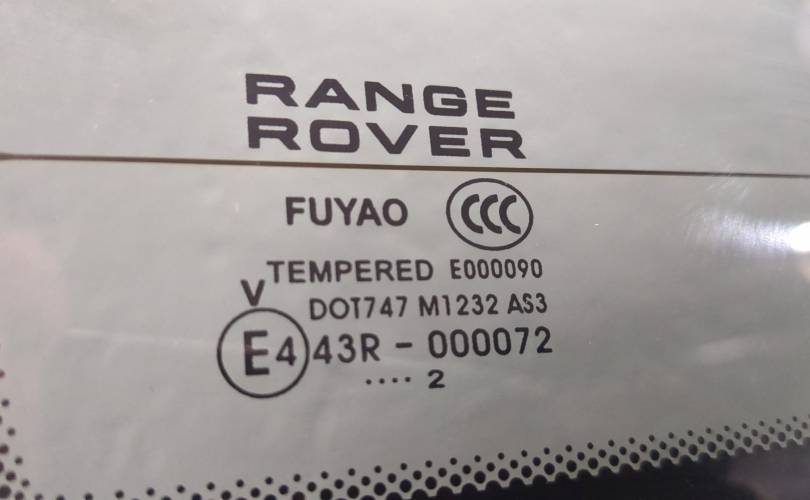 RANGE
ROVER
FUYAO CCC
TEMPERED E000090
V
DOT747 M1232 AS3
E4 43R - 000072
.... 2